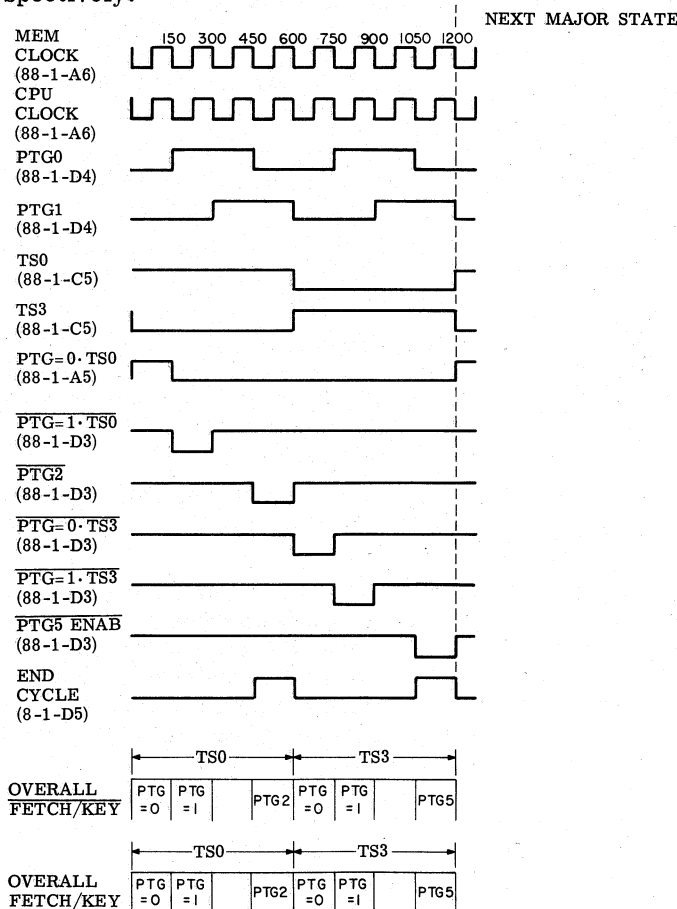 spectively.
NEXT MAJOR STATE
150 300 450 600 750 900 1050 1200
MEM
CLOCK
(88-1-A6)
CPU
CLOCK
(88-1-A6)
PTG0
(88-1-D4)
PTG1
(88-1-D4)
TS0
(88-1-C5)
TS3
(88-1-C5)
PTG=0·TS0
(88-1-A5)
PTG=1·TS0
(88-1-D3)
PTG2
(88-1-D3)
PTG=0·TS3
(88-1-D3)
PTG=1·TS3
(88-1-D3)
PTG5 ENAB
(88-1-D3)
END
CYCLE
(8-1-D5)
TS0 TS3
OVERALL
FETCH/KEY
PTG =0 PTG =1 PTG2 PTG =0 PTG =1 PTG5
TS0 TS3
OVERALL
FETCH/KEY
PTG =0 PTG =1 PTG2 PTG =0 PTG =1 PTG5